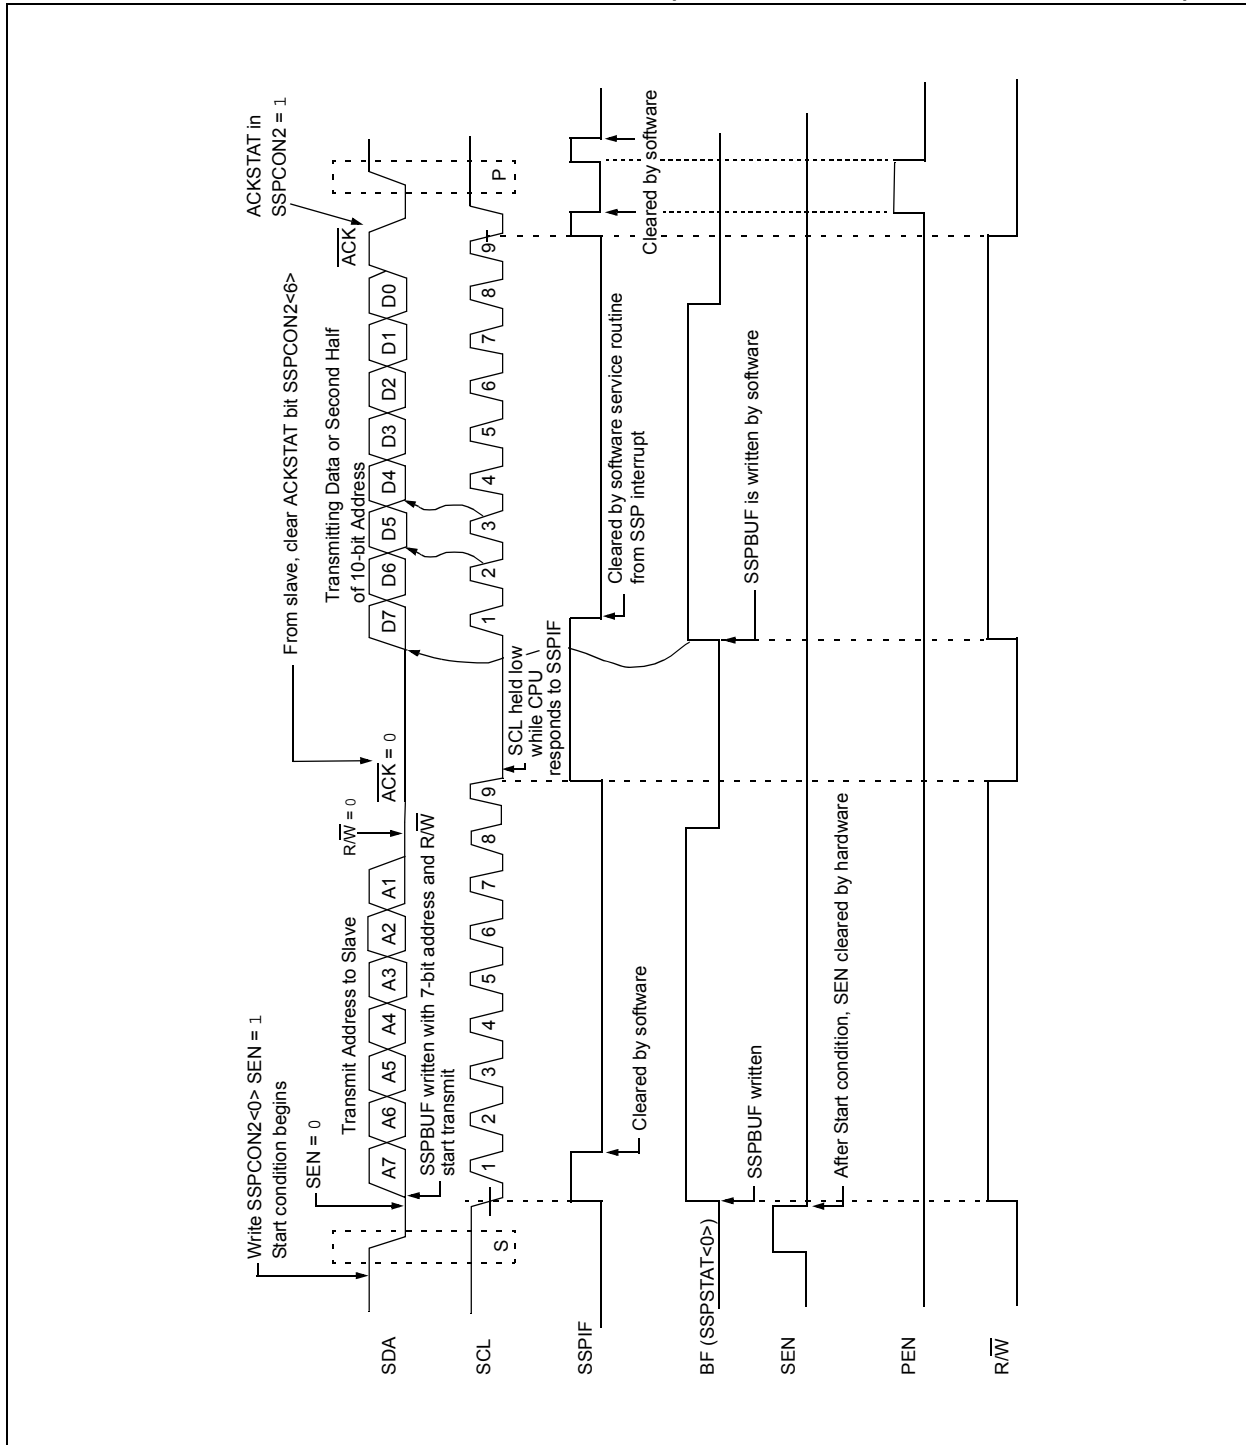 Write SSPCON2<0> SEN = 1
Start condition begins
SEN = 0
Transmit Address to Slave
From slave, clear ACKSTAT bit SSPCON2<6>
R/W = 0
ACK = 0
Transmitting Data or Second Half
of 10-bit Address
ACK
ACKSTAT in
SSPCON2 = 1
SDA
A7 A6 A5 A4 A3 A2 A1 D7 D6 D5 D4 D3 D2 D1 D0
SSPBUF written with 7-bit address and R/W
start transmit
SCL
S 1 2 3 4 5 6 7 8 9 1 2 3 4 5 6 7 8 9 P
SCL held low
while CPU
responds to SSPIF
SSPIF
Cleared by software
Cleared by software service routine
from SSP interrupt
Cleared by software
Cleared by software
BF (SSPSTAT<0>)
SSPBUF written
SSPBUF is written by software
SEN
After Start condition, SEN cleared by hardware
PEN
R/W